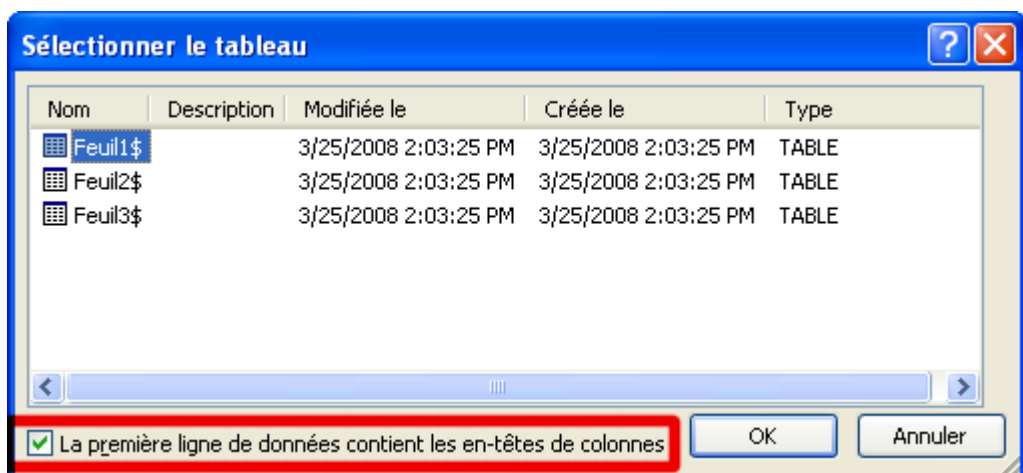 Sélectionner le tableau
Nom Description Modifiée le Créée le Type
Feuil1$ 3/25/2008 2:03:25 PM 3/25/2008 2:03:25 PM TABLE
Feuil2$ 3/25/2008 2:03:25 PM 3/25/2008 2:03:25 PM TABLE
Feuil3$ 3/25/2008 2:03:25 PM 3/25/2008 2:03:25 PM TABLE
La première ligne de données contient les en-têtes de colonnes OK Annuler